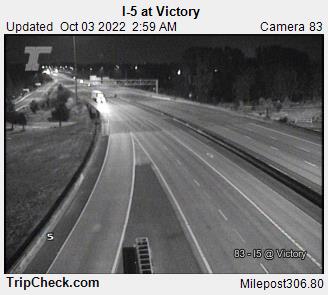 I-5 at Victory
Updated Oct 03 2022 2:59 AM Camera 83
T
S
83 - I5 @ Victory
TripCheck.com Milepost306.80